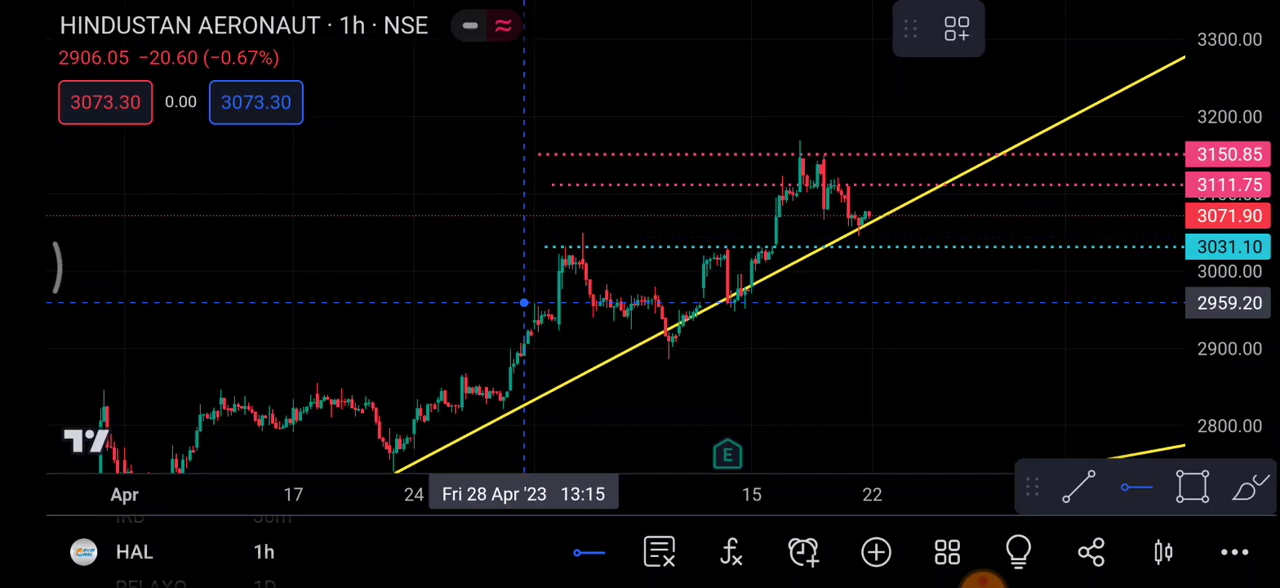 HINDUSTAN AERONAUT · 1h · NSE
2906.05 −20.60 (−0.67%)
3073.30 0.00 3073.30
3300.00
3200.00
3150.85
3111.75
3071.90
3031.10
3000.00
2959.20
2900.00
2800.00
E
Apr 17 24 Fri 28 Apr '23 13:15 15 22
HAL 1h
RELAXO 1D